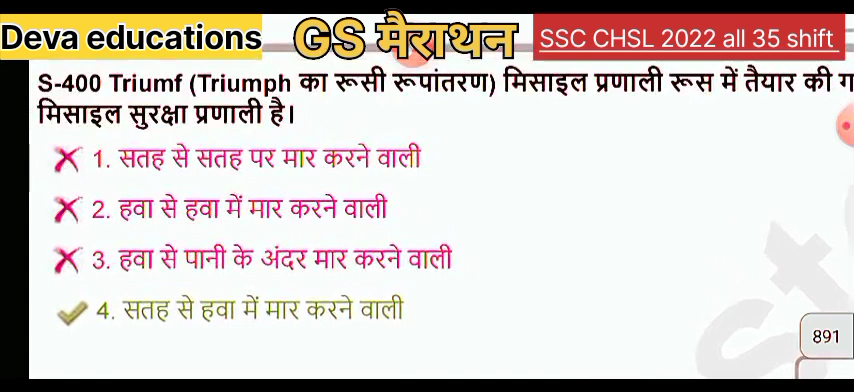 Deva educations GS मैराथन SSC CHSL 2022 all 35 shift
S-400 Triumf (Triumph का रूसी रूपांतरण) मिसाइल प्रणाली रूस में तैयार की
मिसाइल सुरक्षा प्रणाली है।
1. सतह से सतह पर मार करने वाली
2. हवा से हवा में मार करने वाली
3. हवा से पानी के अंदर मार करने वाली
4. सतह से हवा में मार करने वाली
891